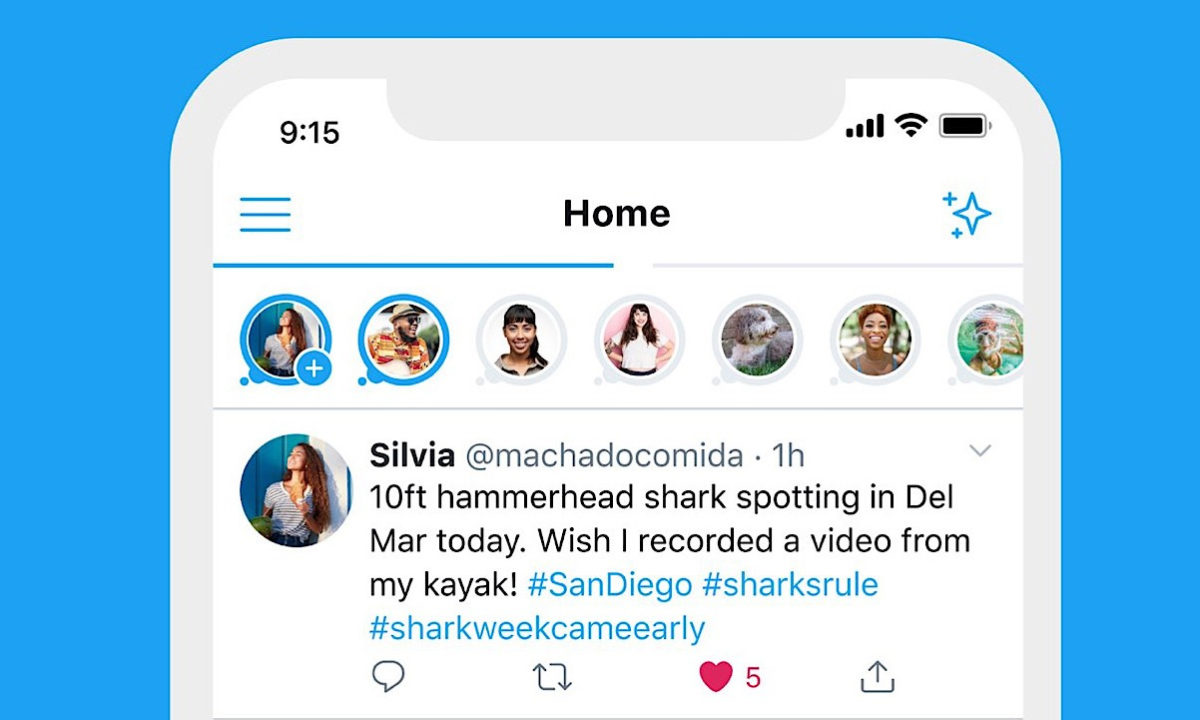 9:15
Home
Silvia @machadocomida · 1h
10ft hammerhead shark spotting in Del
Mar today. Wish I recorded a video from
my kayak! #SanDiego #sharksrule
#sharkweekcameearly
5